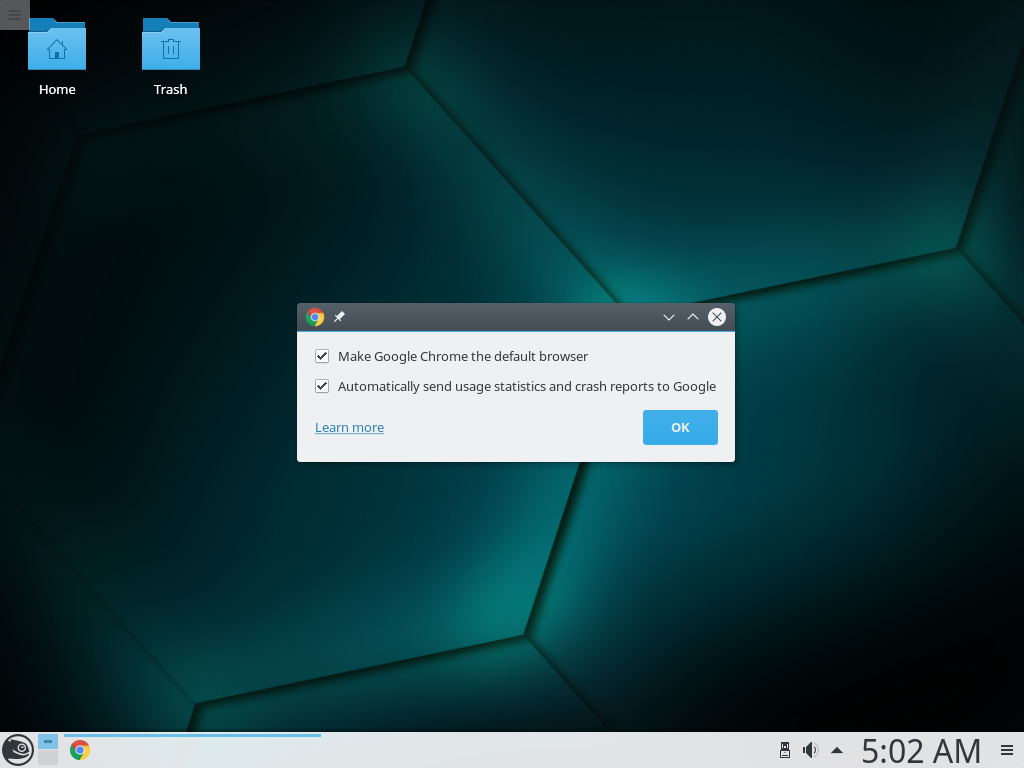 Home
Trash
Make Google Chrome the default browser
Automatically send usage statistics and crash reports to Google
Learn more
OK
5:02 AM